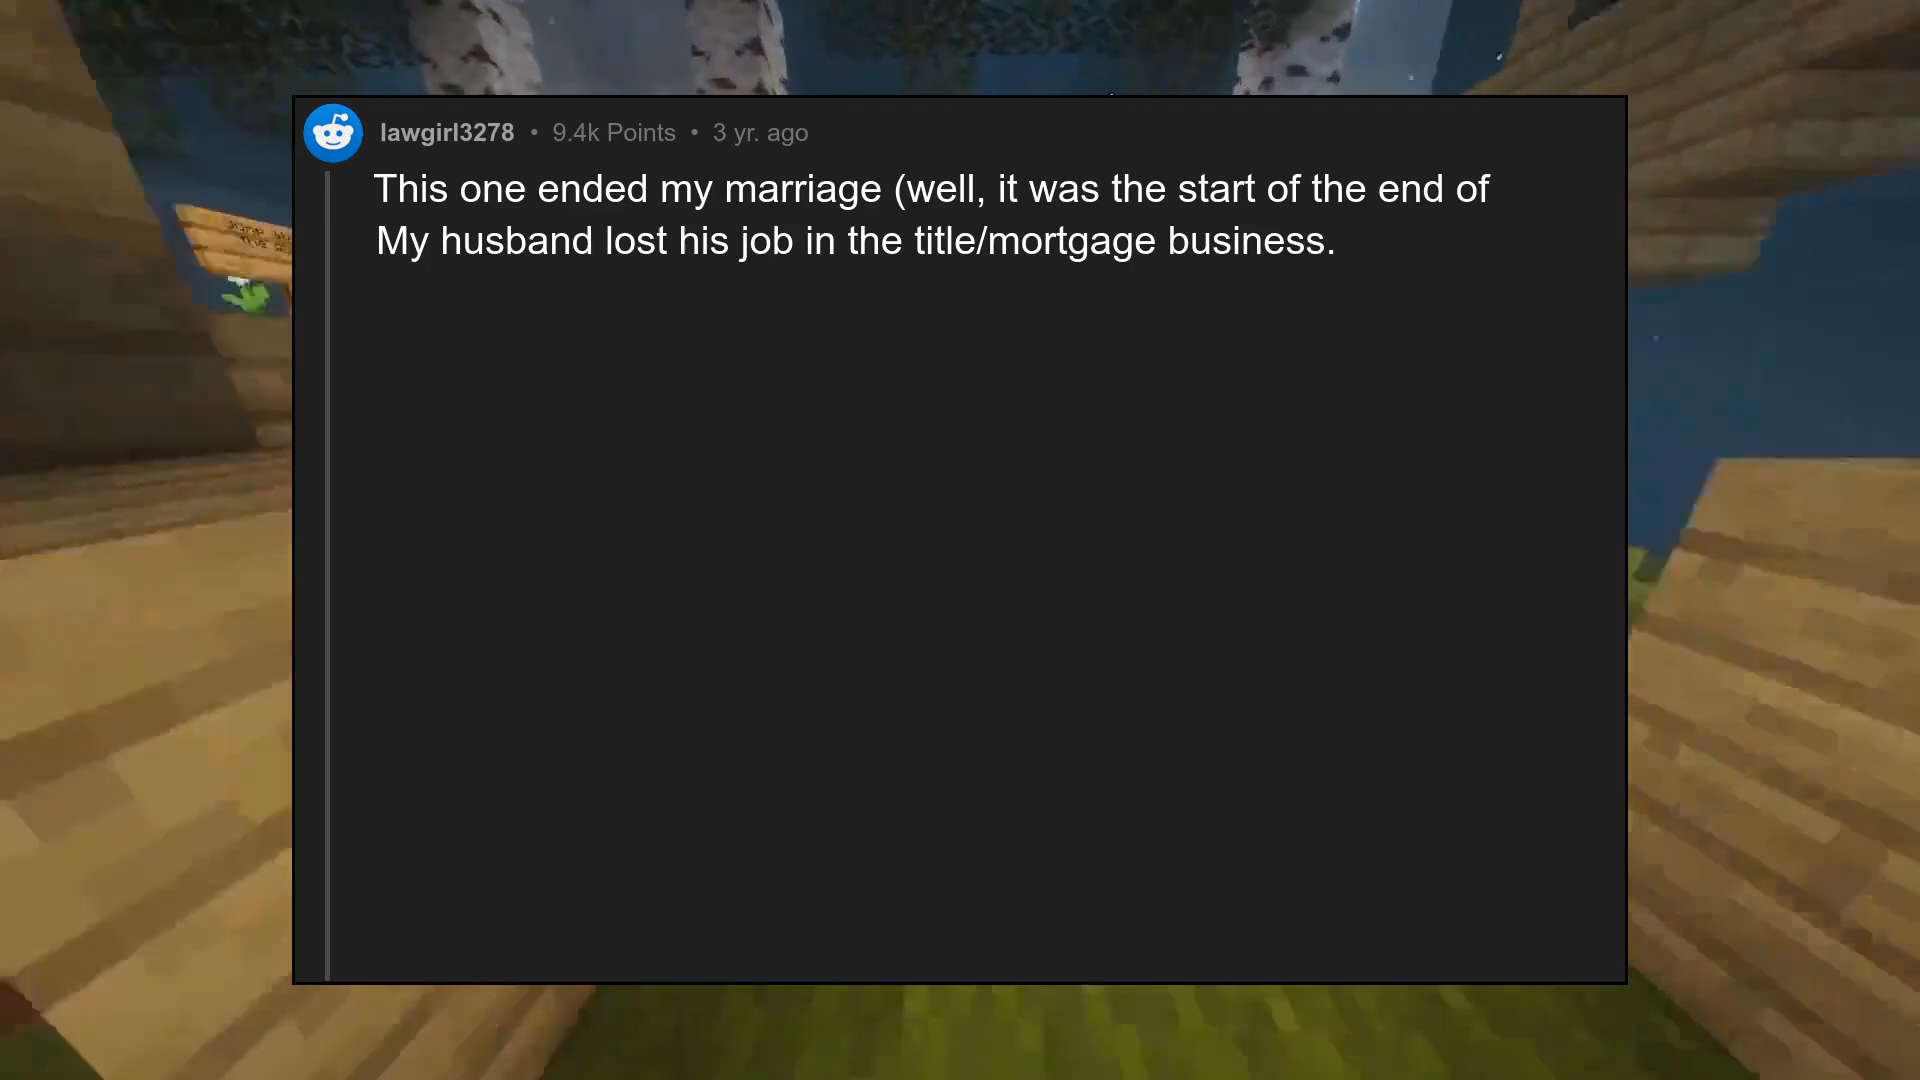 lawgirl3278 • 9.4k Points • 3 yr. ago
This one ended my marriage (well, it was the start of the end of
My husband lost his job in the title/mortgage business.